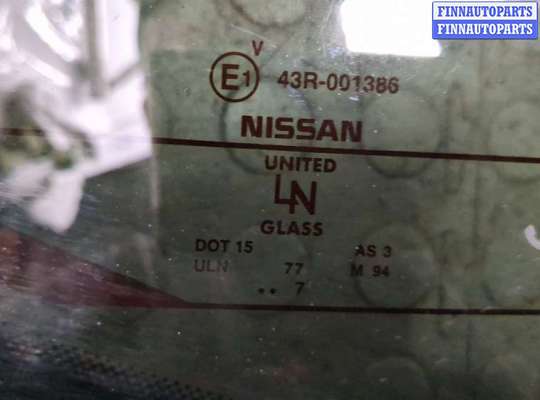 FINNAUTOPARTS
FINNAUTOPARTS
V
E1 43R-001386
NISSAN
UNITED
LN
GLASS
DOT 15 AS 3
ULN 77 M 94
.. 7